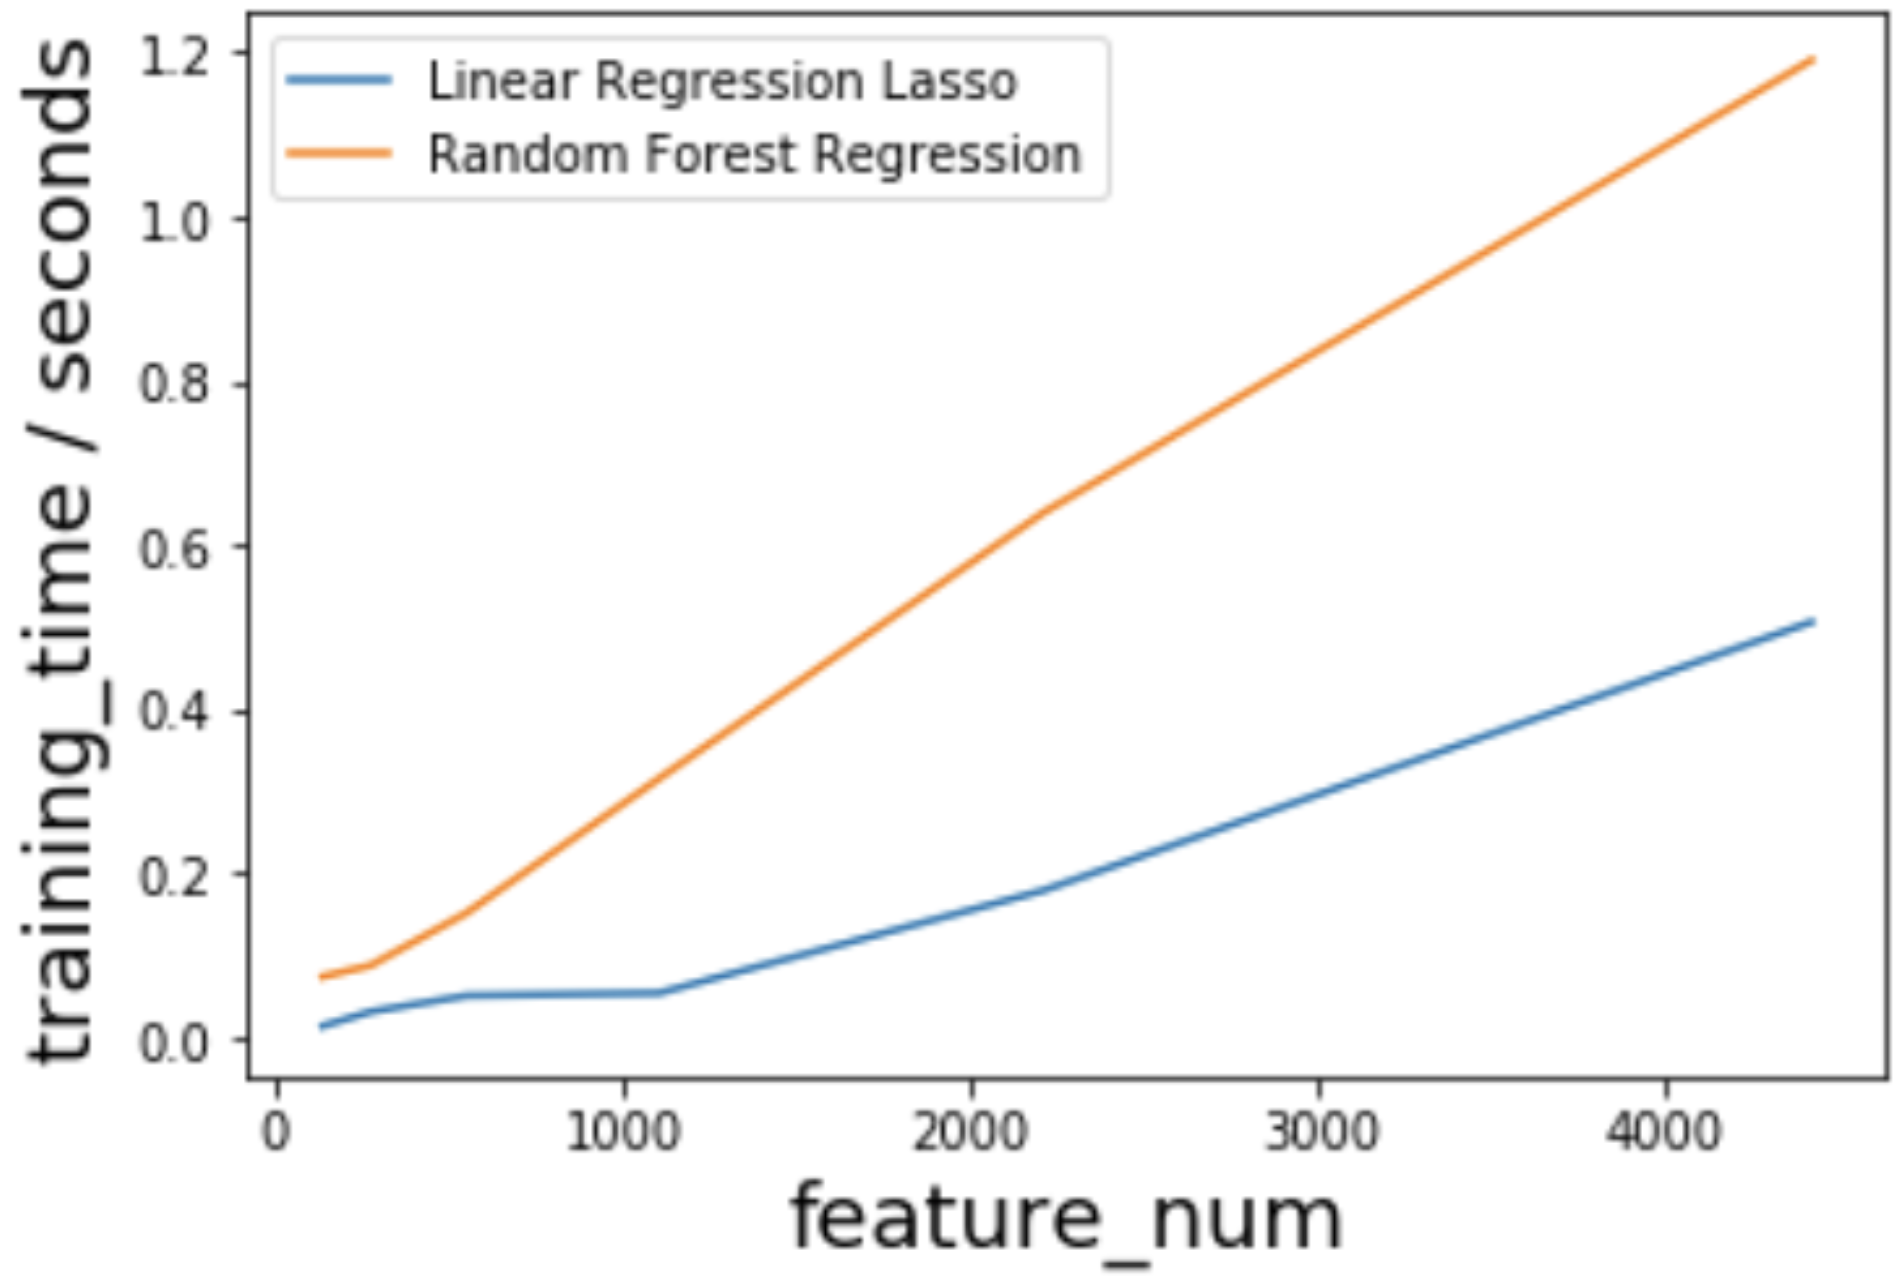 training_time / seconds
1.2
1.0
0.8
0.6
0.4
0.2
0.0
Linear Regression Lasso
Random Forest Regression
0 1000 2000 3000 4000
feature_num